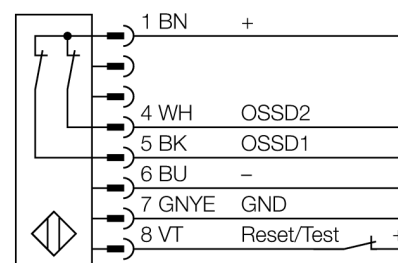 1 BN +
4 WH OSSD2
5 BK OSSD1
6 BU –
7 GNYE GND
8 VT Reset/Test +